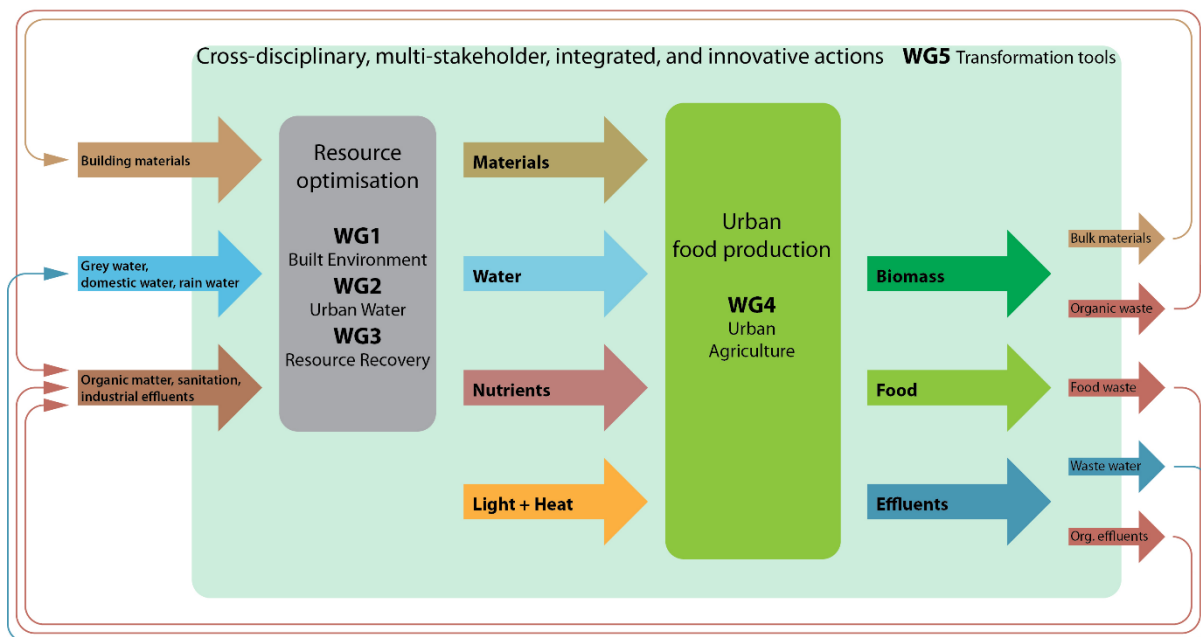 Cross-disciplinary, multi-stakeholder, integrated, and innovative actions WG5 Transformation tools
Building materials
Grey water,
domestic water, rain water
Organic matter, sanitation,
industrial effluents
Resource
optimisation
WG1
Built Environment
WG2
Urban Water
WG3
Resource Recovery
Materials
Water
Nutrients
Light + Heat
Urban
food production
WG4
Urban
Agriculture
Biomass
Food
Effluents
Bulk materials
Organic waste
Food waste
Waste water
Org. effluents